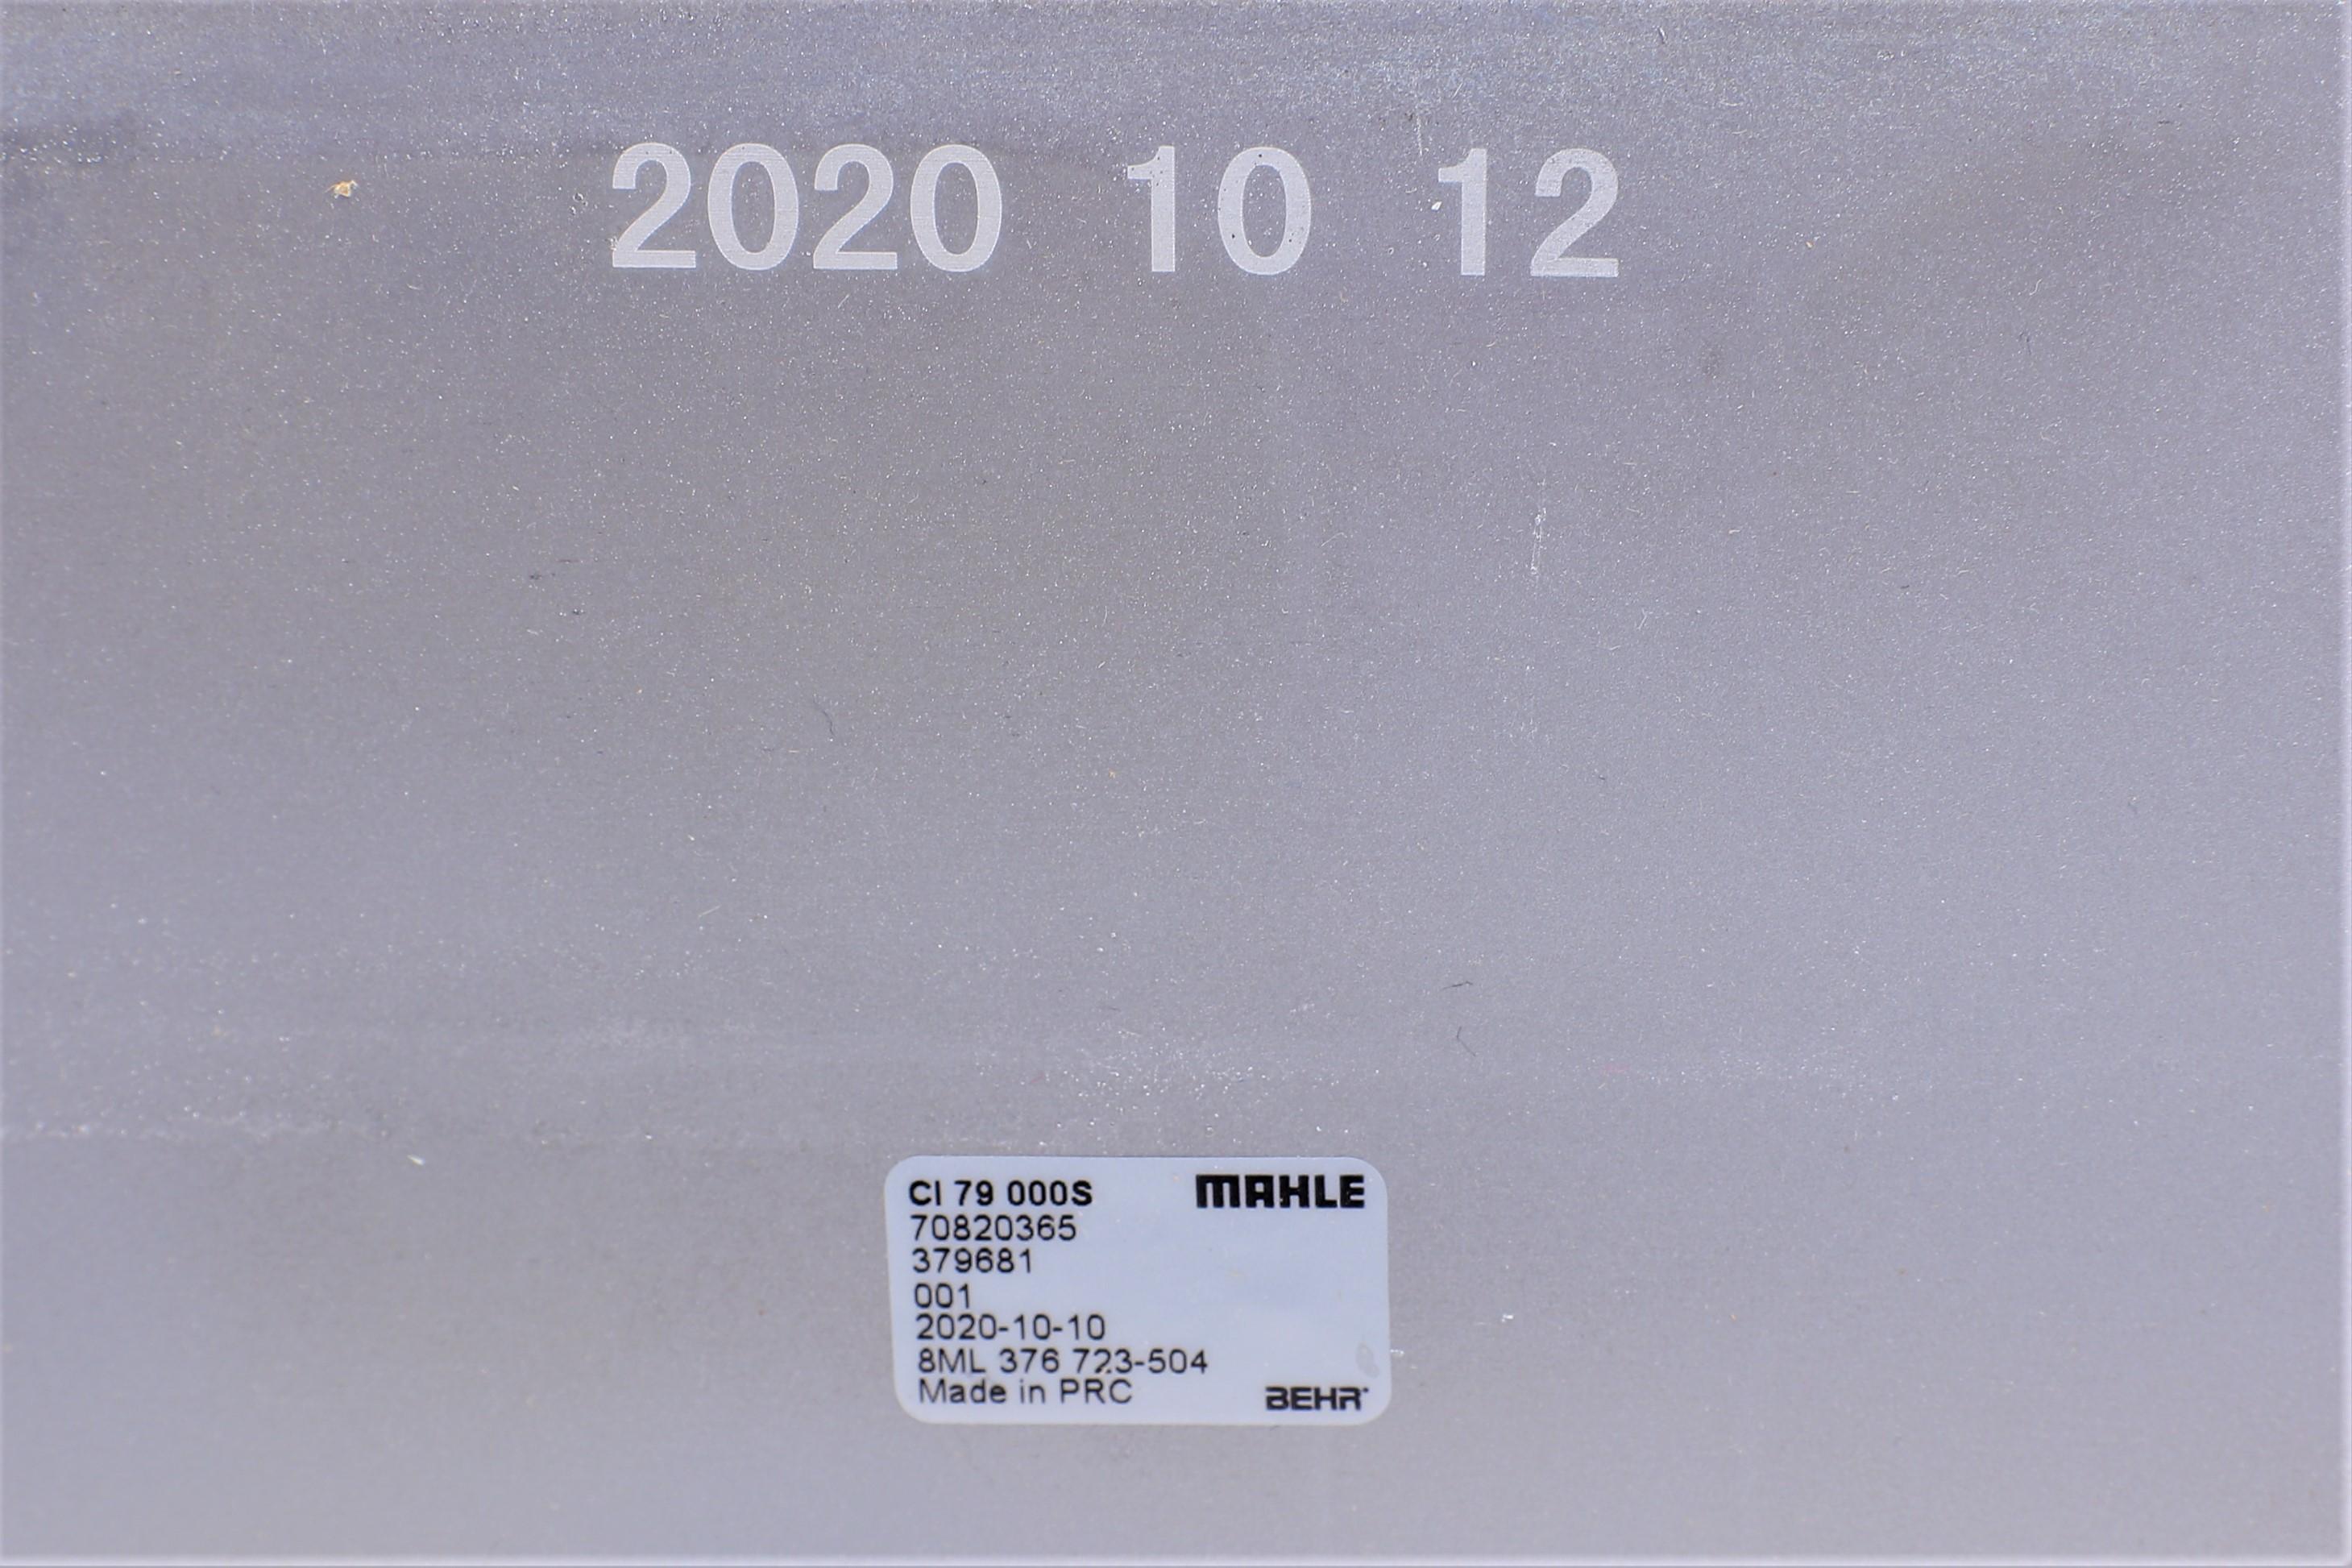 2020 10 12
CI 79 000S MAHLE
70820365
379681
001
2020-10-10
8ML 376 723-504
Made in PRC BEHR